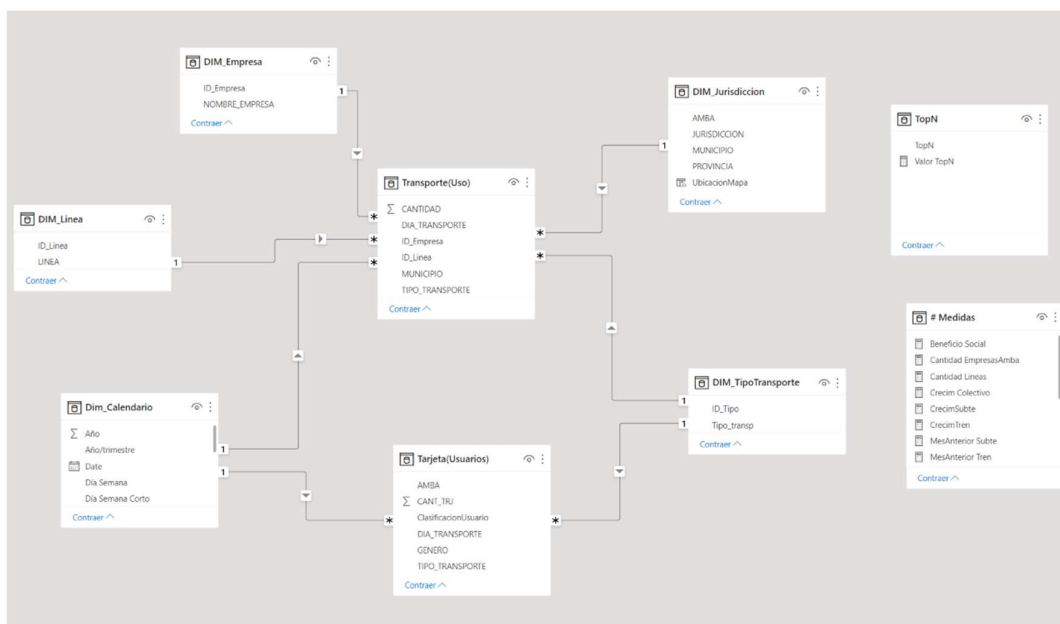 DIM_Empresa
ID_Empresa
NOMBRE_EMPRESA
Contraer
1
DIM_Jurisdiccion
AMBA
JURISDICCION
MUNICIPIO
PROVINCIA
UbicacionMapa
Contraer
1
TopN
TopN
Valor TopN
Contraer
Transporte(Uso)
Σ CANTIDAD
DIA_TRANSPORTE
ID_Empresa
ID_Linea
MUNICIPIO
TIPO_TRANSPORTE
Contraer
*
*
*
*
*
DIM_Linea
ID_Linea
LINEA
Contraer
1
# Medidas
Beneficio Social
Cantidad EmpresasAmba
Cantidad Lineas
Crecim Colectivo
CrecimSubte
CrecimTren
MesAnterior Subte
MesAnterior Tren
Contraer
DIM_TipoTransporte
ID_Tipo
Tipo_transp
Contraer
1
1
Dim_Calendario
Σ Año
Año/trimestre
Date
Día Semana
Día Semana Corto
Contraer
1
1
Tarjeta(Usuarios)
AMBA
Σ CANT_TRJ
ClasificacionUsuario
DIA_TRANSPORTE
GENERO
TIPO_TRANSPORTE
Contraer
*
*